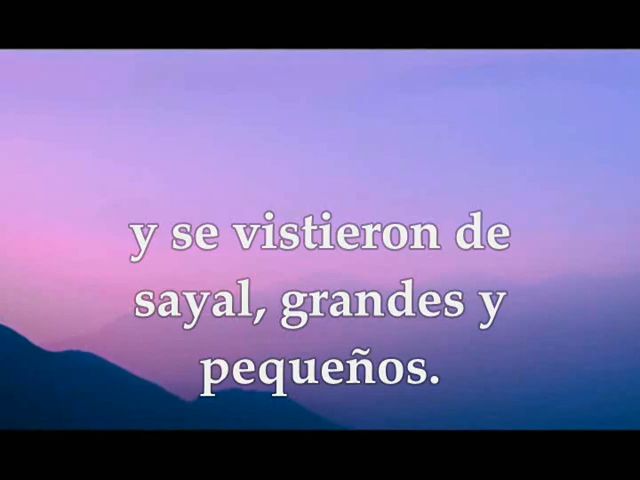 y se vistieron de
sayal, grandes y
pequeños.